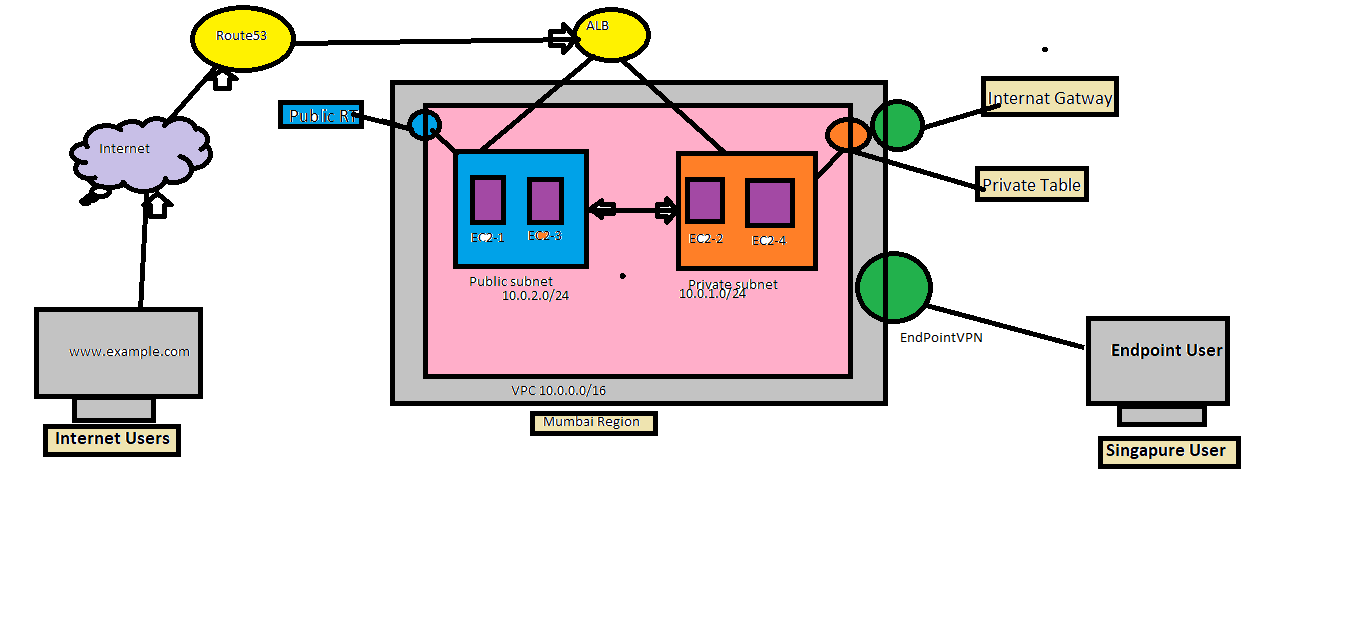 Route53
ALB
Internat Gatway
Public RT
Internet
Private Table
EC2-1
EC2-3
EC2-2
EC2-4
Public subnet
10.0.2.0/24
Private subnet
10.0.1.0/24
EndPointVPN
www.example.com
Endpoint User
VPC 10.0.0.0/16
Mumbai Region
Internet Users
Singapure User